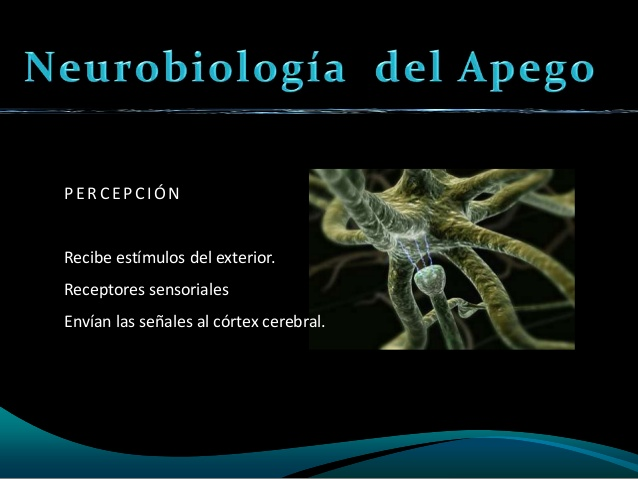 Neurobiología del Apego
PERCEPCIÓN
Recibe estímulos del exterior.
Receptores sensoriales
Envían las señales al córtex cerebral.